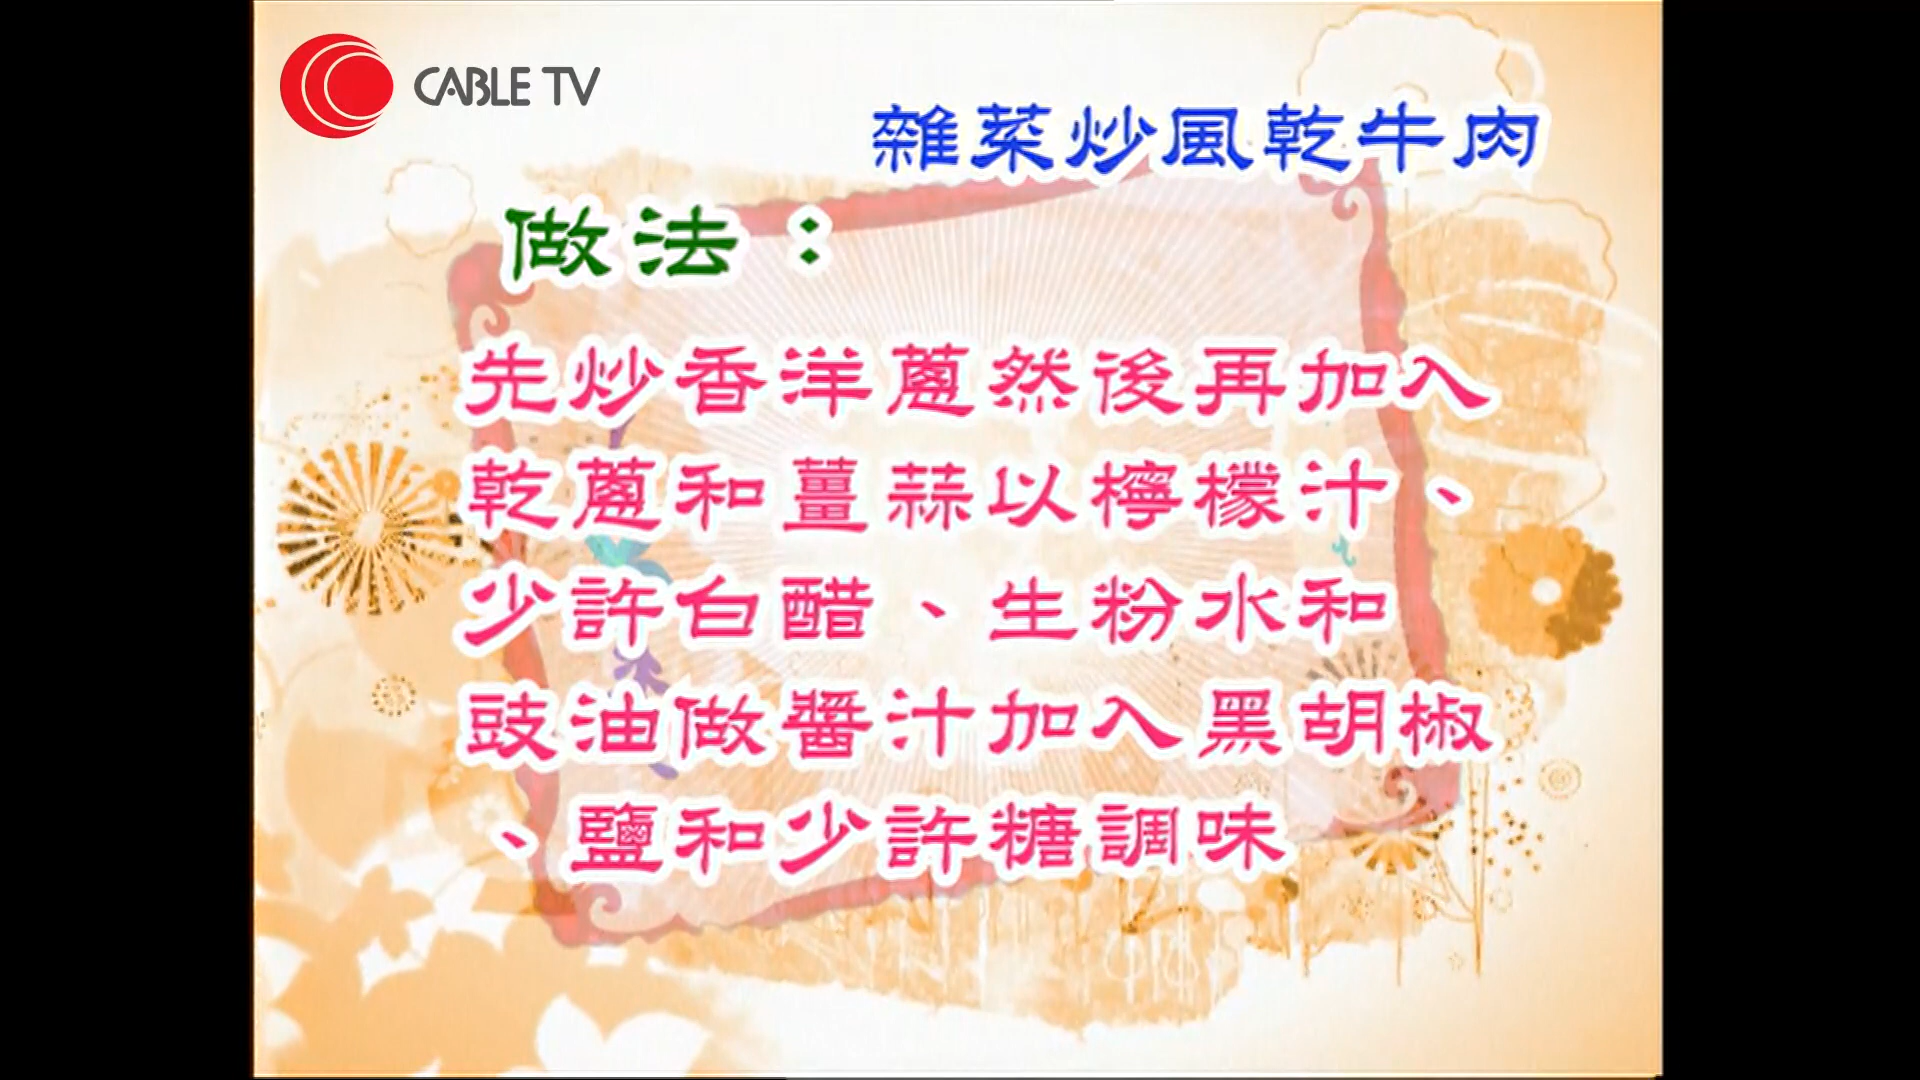 CABLE TV
雜菜炒風乾牛肉
做法：
先炒香洋蔥然後再加入
乾蔥和薑蒜以檸檬汁、
少許白醋、生粉水和
豉油做醬汁加入黑胡椒
、鹽和少許糖調味